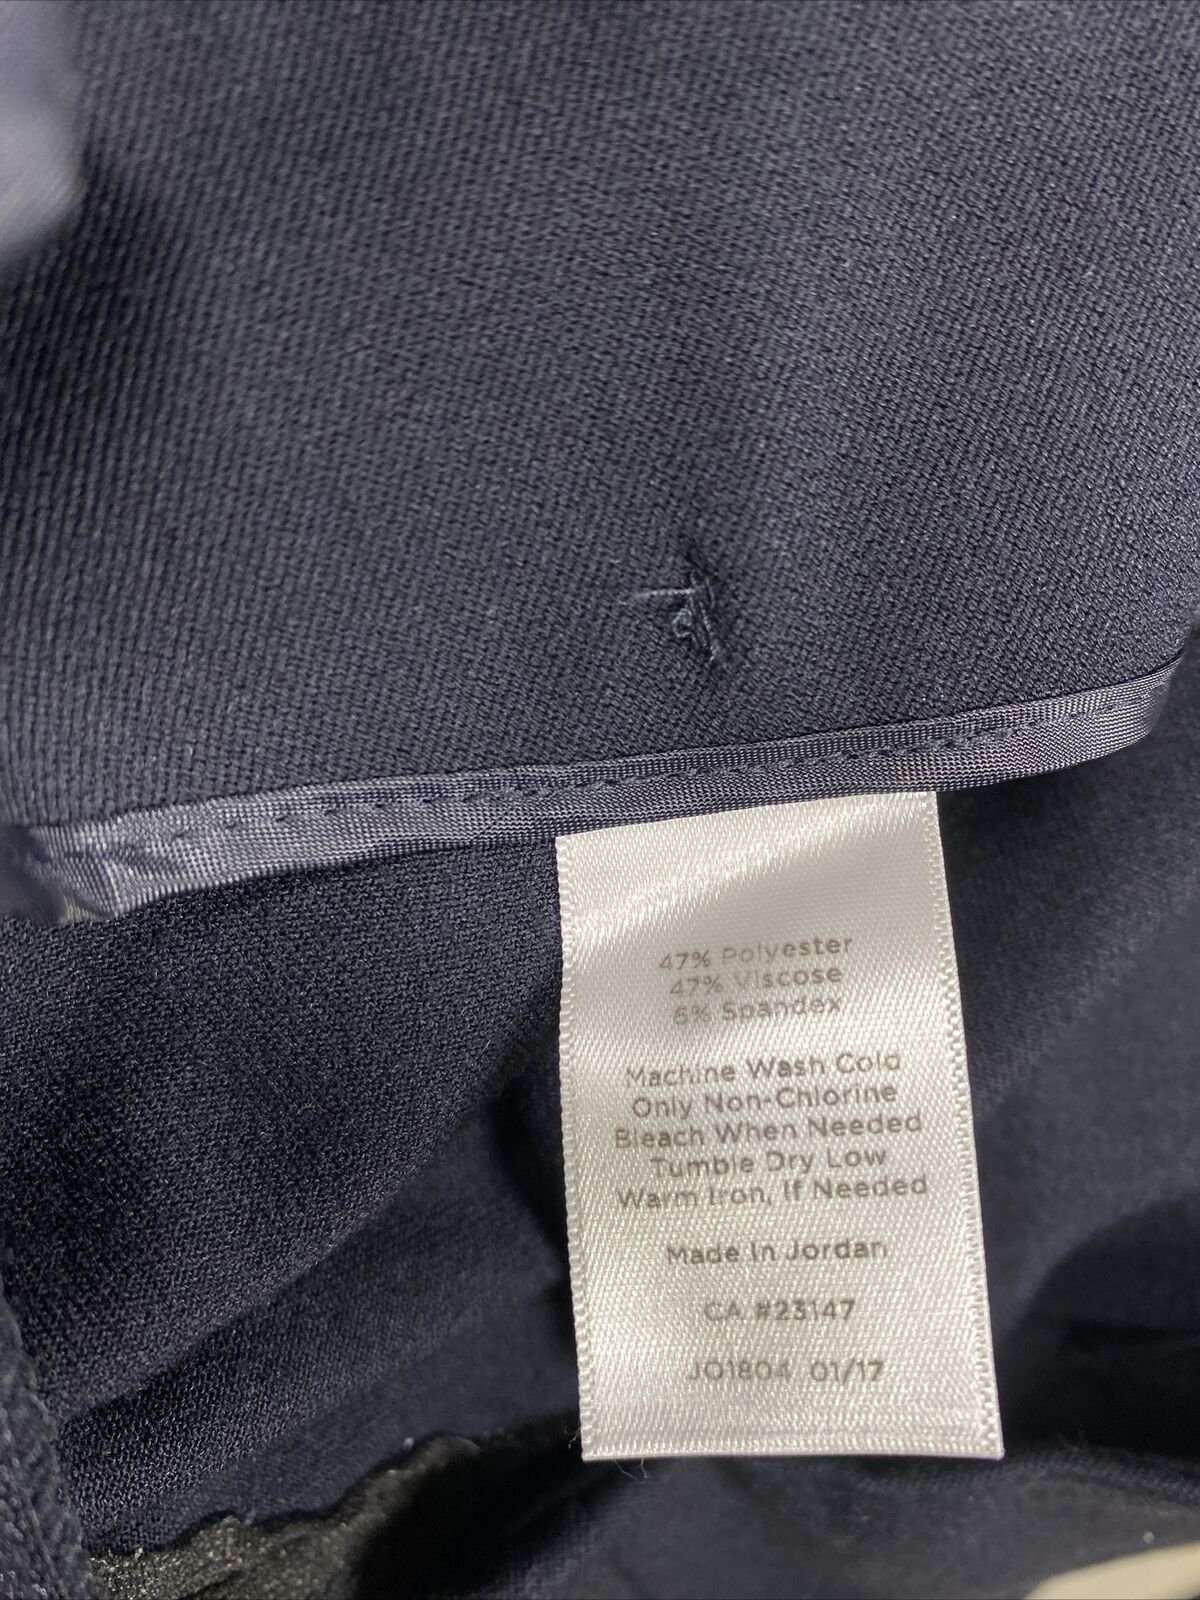 47% Polyester
47% Viscose
6% Spandex
Machine Wash Cold
Only Non-Chlorine
Bleach When Needed
Tumble Dry Low
Warm Iron, If Needed
Made In Jordan
CA #23147
JO1804 01/17